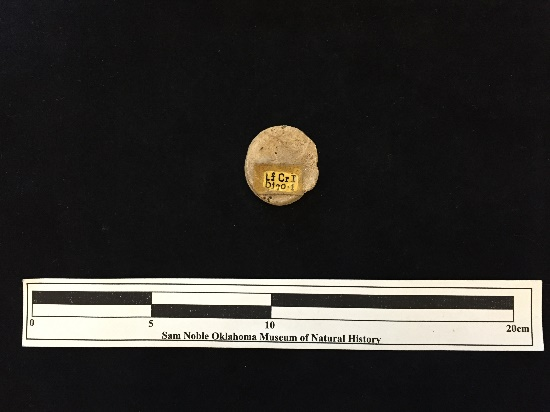 Lf Cr I
D170-1
0 5 10 20cm
Sam Noble Oklahoma Museum of Natural History